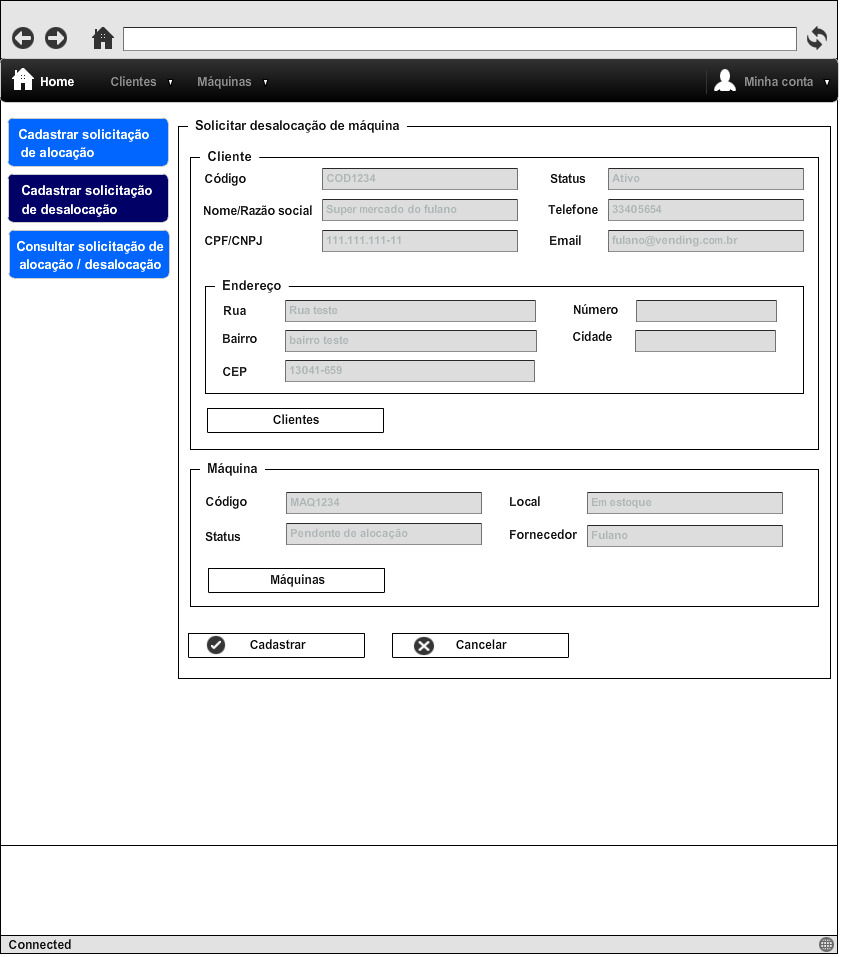 Home
Clientes
Máquinas
Minha conta
Cadastrar solicitação
de alocação
Cadastrar solicitação
de desalocação
Consultar solicitação de
alocação / desalocação
Solicitar desalocação de máquina
Cliente
Código COD1234 Status Ativo
Nome/Razão social Super mercado do fulano Telefone 33405654
CPF/CNPJ 111.111.111-11 Email fulano@vending.com.br
Endereço
Rua Rua teste Número
Bairro bairro teste Cidade
CEP 13041-659
Clientes
Máquina
Código MAQ1234 Local Em estoque
Status Pendente de alocação Fornecedor Fulano
Máquinas
Cadastrar Cancelar
Connected